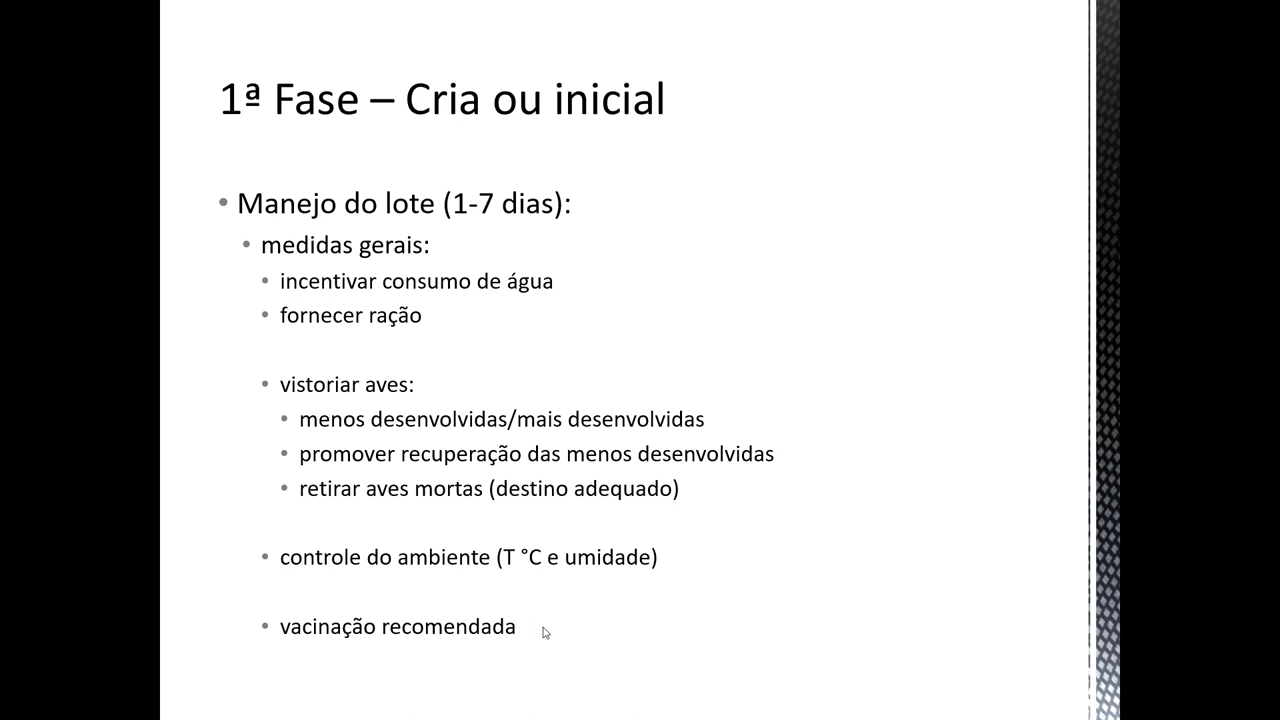 1ª Fase – Cria ou inicial
• Manejo do lote (1-7 dias):
• medidas gerais:
• incentivar consumo de água
• fornecer ração
• vistoriar aves:
• menos desenvolvidas/mais desenvolvidas
• promover recuperação das menos desenvolvidas
• retirar aves mortas (destino adequado)
• controle do ambiente (T °C e umidade)
• vacinação recomendada